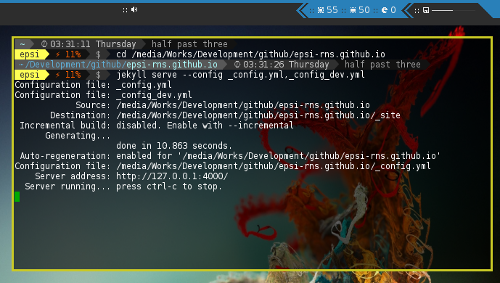 55 50 0
~ 03:31:11 Thursday half past three
epsi 11% $ cd /media/Works/Development/github/epsi-rns.github.io
~/Development/github/epsi-rns.github.io 03:31:26 Thursday half past three
epsi 11% $ jekyll serve --config _config.yml,_config_dev.yml
Configuration file: _config.yml
Configuration file: _config_dev.yml
Source: /media/Works/Development/github/epsi-rns.github.io
Destination: /media/Works/Development/github/epsi-rns.github.io/_site
Incremental build: disabled. Enable with --incremental
Generating...
done in 10.863 seconds.
Auto-regeneration: enabled for '/media/Works/Development/github/epsi-rns.github.io'
Configuration file: /media/Works/Development/github/epsi-rns.github.io/_config.yml
Server address: http://127.0.0.1:4000/
Server running... press ctrl-c to stop.